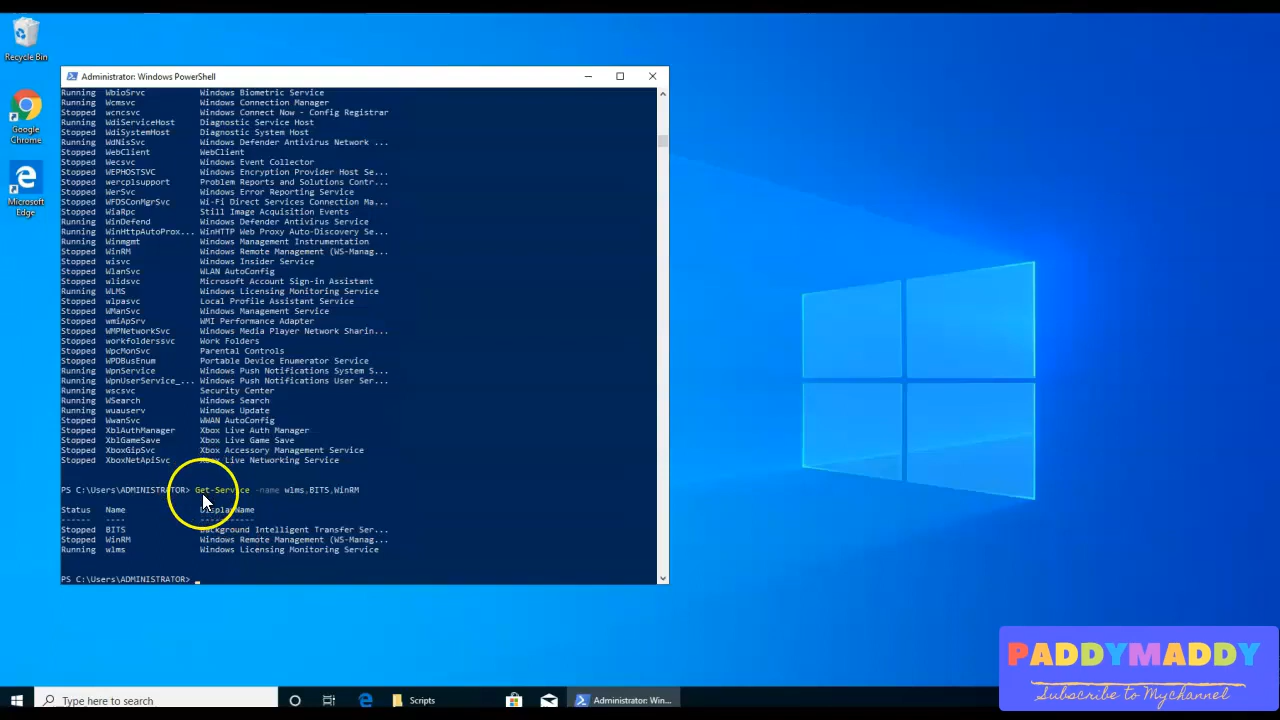 Recycle Bin
Google
Chrome
Microsoft
Edge
Administrator: Windows PowerShell
Running WbioSrvc Windows Biometric Service
Running Wcmsvc Windows Connection Manager
Stopped wcncsvc Windows Connect Now - Config Registrar
Running WdiServiceHost Diagnostic Service Host
Stopped WdiSystemHost Diagnostic System Host
Running WdNisSvc Windows Defender Antivirus Network ...
Stopped WebClient WebClient
Stopped Wecsvc Windows Event Collector
Stopped WEPHOSTSVC Windows Encryption Provider Host Se...
Stopped wercplsupport Problem Reports and Solutions Contr...
Stopped WerSvc Windows Error Reporting Service
Stopped WFDSConMgrSvc Wi-Fi Direct Services Connection Ma...
Stopped WiaRpc Still Image Acquisition Events
Running WinDefend Windows Defender Antivirus Service
Running WinHttpAutoProx... WinHTTP Web Proxy Auto-Discovery Se...
Running Winmgmt Windows Management Instrumentation
Stopped WinRM Windows Remote Management (WS-Manag...
Stopped wisvc Windows Insider Service
Stopped WlanSvc WLAN AutoConfig
Stopped wlidsvc Microsoft Account Sign-in Assistant
Running WLMS Windows Licensing Monitoring Service
Stopped wlpasvc Local Profile Assistant Service
Stopped WManSvc Windows Management Service
Stopped wmiApSrv WMI Performance Adapter
Stopped WMPNetworkSvc Windows Media Player Network Sharin...
Stopped workfolderssvc Work Folders
Stopped WpcMonSvc Parental Controls
Stopped WPDBusEnum Portable Device Enumerator Service
Running WpnService Windows Push Notifications System S...
Running WpnUserService_... Windows Push Notifications User Ser...
Running wscsvc Security Center
Running WSearch Windows Search
Running wuauserv Windows Update
Stopped WwanSvc WWAN AutoConfig
Stopped XblAuthManager Xbox Live Auth Manager
Stopped XblGameSave Xbox Live Game Save
Stopped XboxGipSvc Xbox Accessory Management Service
Stopped XboxNetApiSvc Xbox Live Networking Service
PS C:\Users\ADMINISTRATOR> Get-Service -name wlms,BITS,WinRM
Status Name DisplayName
------ ---- -----------
Stopped BITS Background Intelligent Transfer Ser...
Stopped WinRM Windows Remote Management (WS-Manag...
Running wlms Windows Licensing Monitoring Service
PS C:\Users\ADMINISTRATOR> _
PADDYMADDY
Subscribe to Mychannel
Type here to search
Scripts
Administrator: Win...